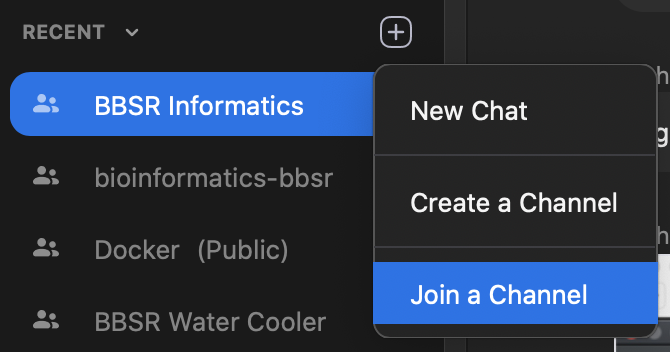 RECENT
BBSR Informatics
bioinformatics-bbsr
Docker (Public)
BBSR Water Cooler
New Chat
Create a Channel
Join a Channel